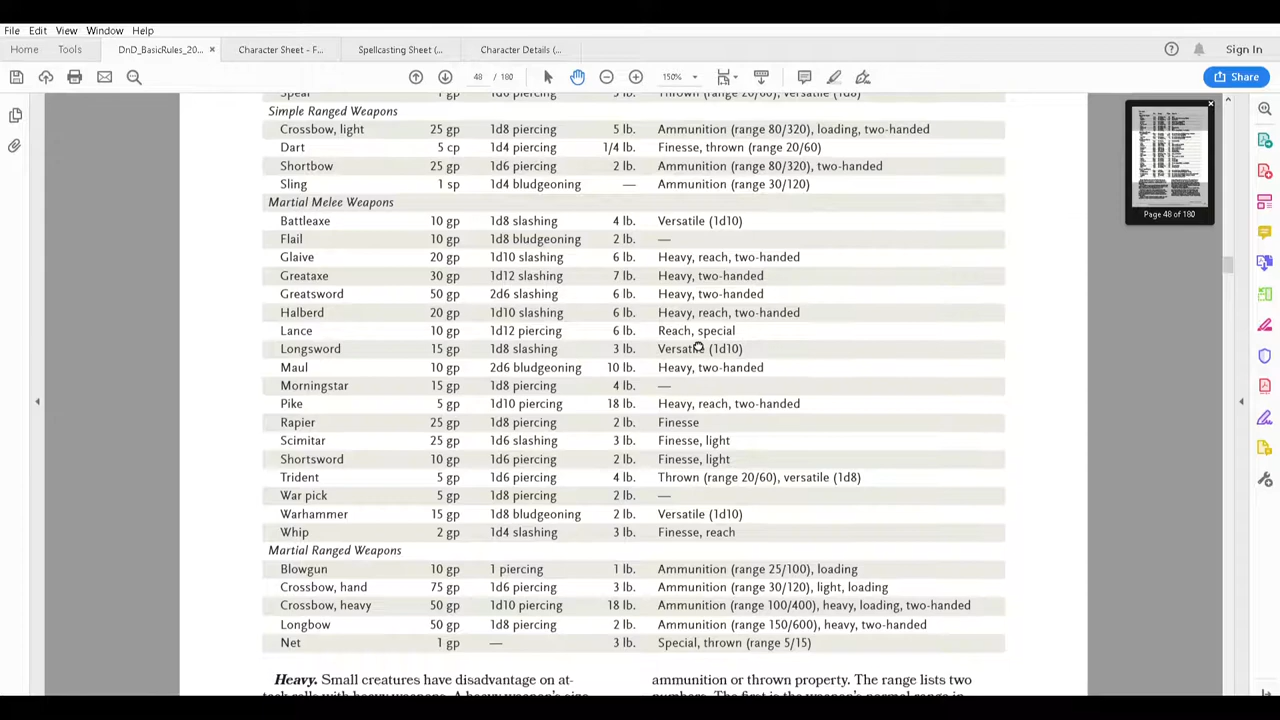 File Edit View Window Help
Home Tools DnD_BasicRules_20... × Character Sheet - F... Spellcasting Sheet (... Character Details (... Sign In
48 / 180 150% Share
Spear 1 gp 1d6 piercing 3 lb. Thrown (range 20/60), versatile (1d8)
Simple Ranged Weapons
Crossbow, light 25 gp 1d8 piercing 5 lb. Ammunition (range 80/320), loading, two-handed
Dart 5 cp 1d4 piercing 1/4 lb. Finesse, thrown (range 20/60)
Shortbow 25 gp 1d6 piercing 2 lb. Ammunition (range 80/320), two-handed
Sling 1 sp 1d4 bludgeoning — Ammunition (range 30/120)
Martial Melee Weapons
Battleaxe 10 gp 1d8 slashing 4 lb. Versatile (1d10)
Flail 10 gp 1d8 bludgeoning 2 lb. —
Glaive 20 gp 1d10 slashing 6 lb. Heavy, reach, two-handed
Greataxe 30 gp 1d12 slashing 7 lb. Heavy, two-handed
Greatsword 50 gp 2d6 slashing 6 lb. Heavy, two-handed
Halberd 20 gp 1d10 slashing 6 lb. Heavy, reach, two-handed
Lance 10 gp 1d12 piercing 6 lb. Reach, special
Longsword 15 gp 1d8 slashing 3 lb. Versatile (1d10)
Maul 10 gp 2d6 bludgeoning 10 lb. Heavy, two-handed
Morningstar 15 gp 1d8 piercing 4 lb. —
Pike 5 gp 1d10 piercing 18 lb. Heavy, reach, two-handed
Rapier 25 gp 1d8 piercing 2 lb. Finesse
Scimitar 25 gp 1d6 slashing 3 lb. Finesse, light
Shortsword 10 gp 1d6 piercing 2 lb. Finesse, light
Trident 5 gp 1d6 piercing 4 lb. Thrown (range 20/60), versatile (1d8)
War pick 5 gp 1d8 piercing 2 lb. —
Warhammer 15 gp 1d8 bludgeoning 2 lb. Versatile (1d10)
Whip 2 gp 1d4 slashing 3 lb. Finesse, reach
Martial Ranged Weapons
Blowgun 10 gp 1 piercing 1 lb. Ammunition (range 25/100), loading
Crossbow, hand 75 gp 1d6 piercing 3 lb. Ammunition (range 30/120), light, loading
Crossbow, heavy 50 gp 1d10 piercing 18 lb. Ammunition (range 100/400), heavy, loading, two-handed
Longbow 50 gp 1d8 piercing 2 lb. Ammunition (range 150/600), heavy, two-handed
Net 1 gp — 3 lb. Special, thrown (range 5/15)
Heavy. Small creatures have disadvantage on at-
ammunition or thrown property. The range lists two
Page 48 of 180